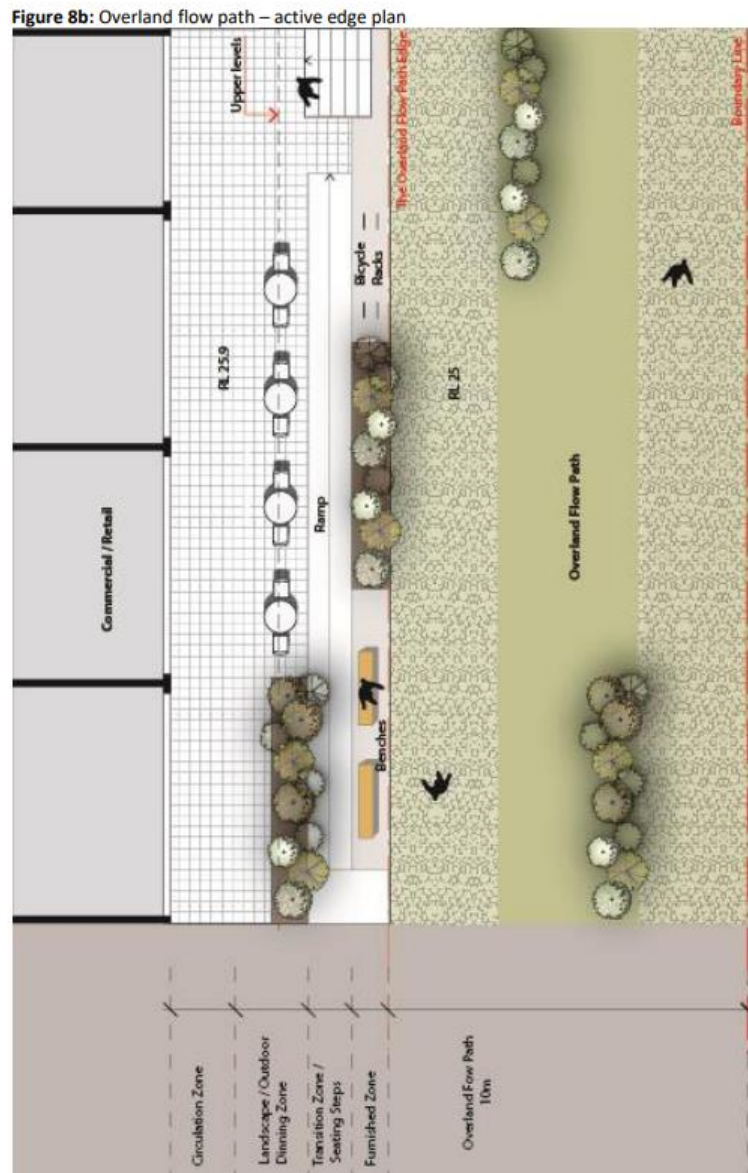 Figure 8b: Overland flow path – active edge plan
Upper levels
The Overland Flow Path Edge
Boundary Line
Bicycle
Racks
RL 25.9
RL 25
Commercial / Retail
Ramp
Overland Flow Path
Benches
Circulation Zone
Landscape / Outdoor
Dinning Zone
Transition Zone /
Seating Steps
Furnished Zone
Overland Fow Path
10m